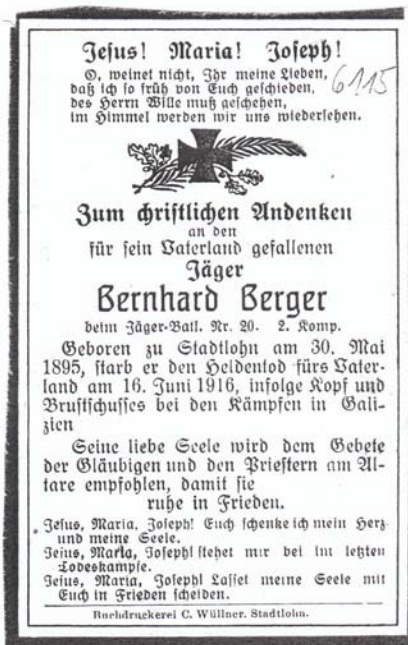 Jesus! Maria! Joseph!
O, weinet nicht, Ihr meine Lieben,
daß ich so früh von Euch geschieden,
des Herrn Wille muß geschehen,
im Himmel werden wir uns wiedersehen.
6115
Zum christlichen Andenken
an den
für sein Vaterland gefallenen
Jäger
Bernhard Berger
beim Jäger-Batl. Nr. 20. 2. Komp.
Geboren zu Stadtlohn am 30. Mai
1895, starb er den Heldentod fürs Vater-
land am 16. Juni 1916, infolge Kopf und
Brustschusses bei den Kämpfen in Gali-
zien
Seine liebe Seele wird dem Gebete
der Gläubigen und den Priestern am Al-
tare empfohlen, damit sie
ruhe in Frieden.
Jesus, Maria, Joseph! Euch schenke ich mein Herz
und meine Seele.
Jesus, Maria, Joseph! stehet mir bei im letzten
Todeskampfe.
Jesus, Maria, Joseph! Lasset meine Seele mit
Euch in Frieden scheiden.
Buchdruckerei C. Wüllner, Stadtlohn.